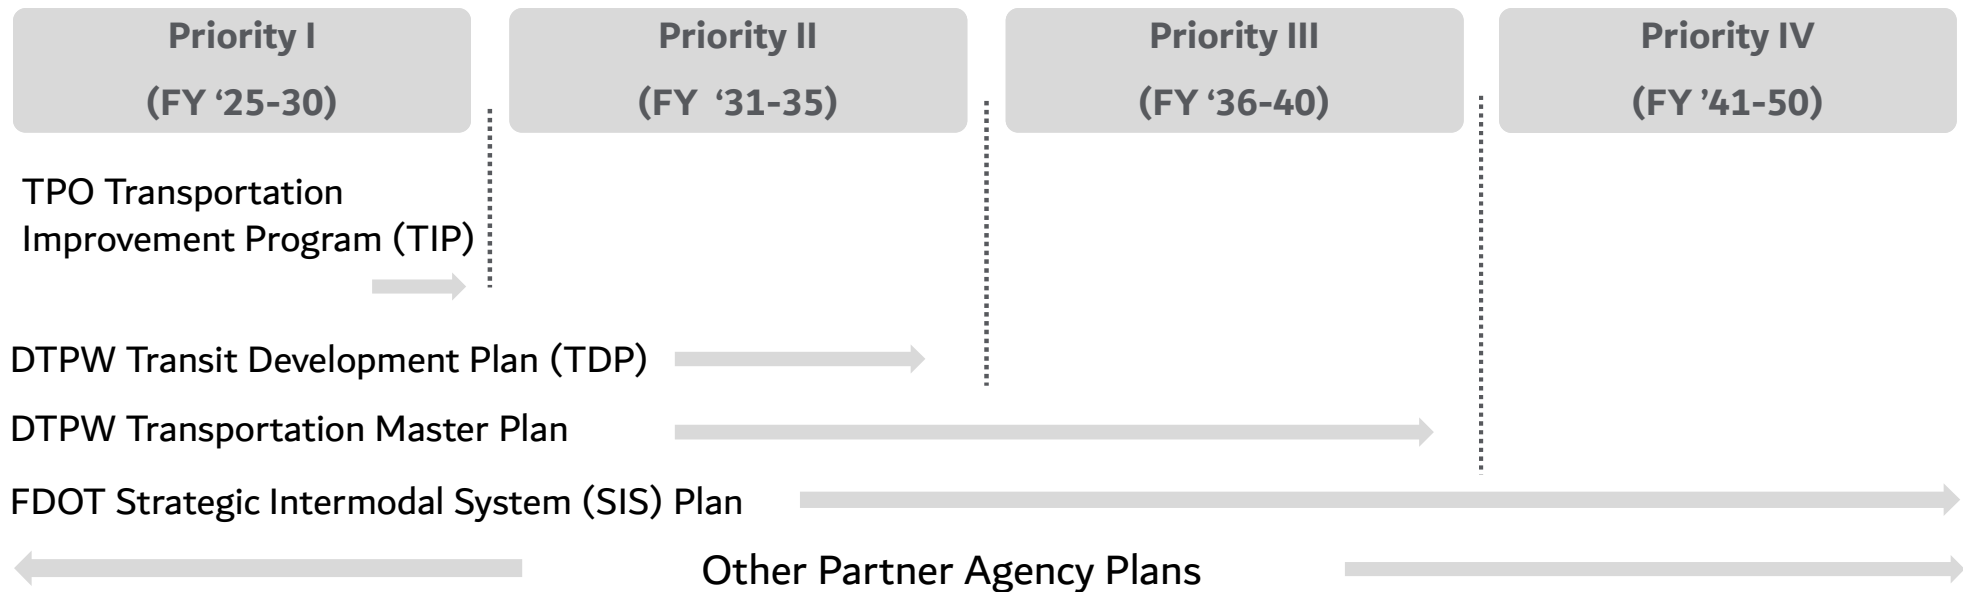 Priority I
(FY ‘25-30)
Priority II
(FY ‘31-35)
Priority III
(FY ‘36-40)
Priority IV
(FY ’41-50)
TPO Transportation
Improvement Program (TIP)
DTPW Transit Development Plan (TDP)
DTPW Transportation Master Plan
FDOT Strategic Intermodal System (SIS) Plan
Other Partner Agency Plans